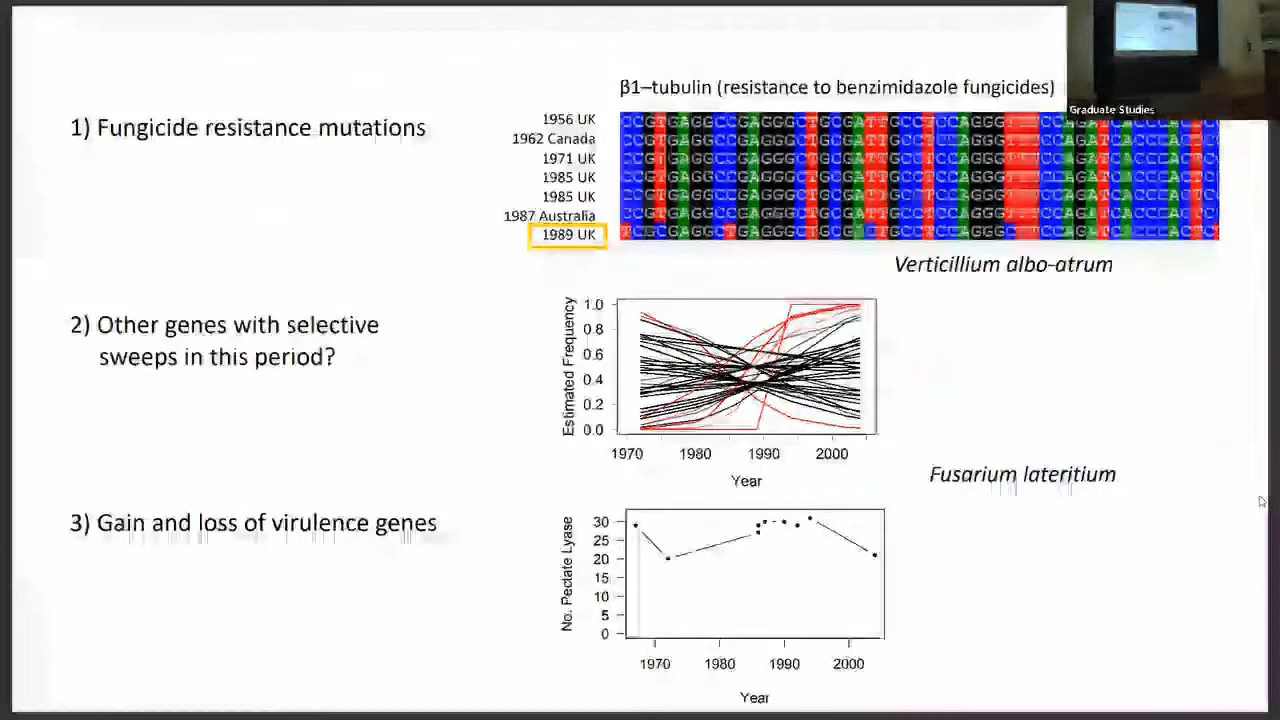 β1–tubulin (resistance to benzimidazole fungicides)
Graduate Studies
1) Fungicide resistance mutations
1956 UK
1962 Canada
1971 UK
1985 UK
1985 UK
1987 Australia
1989 UK
Verticillium albo-atrum
2) Other genes with selective
sweeps in this period?
Estimated Frequency
1.0
0.8
0.6
0.4
0.2
0.0
1970 1980 1990 2000
Year
Fusarium lateritium
3) Gain and loss of virulence genes
No. Pectate Lyase
30
25
20
15
10
5
0
1970 1980 1990 2000
Year